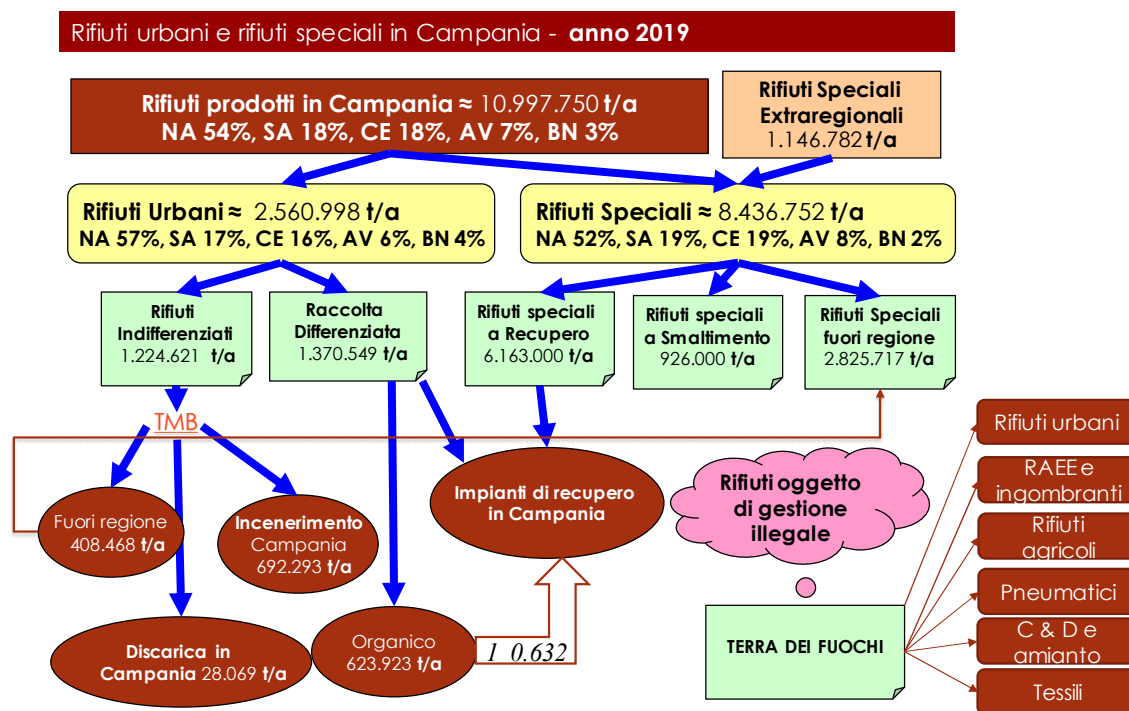 Rifiuti urbani e rifiuti speciali in Campania - anno 2019
Rifiuti prodotti in Campania ≈ 10.997.750 t/a
NA 54%, SA 18%, CE 18%, AV 7%, BN 3%
Rifiuti Speciali
Extraregionali
1.146.782 t/a
Rifiuti Urbani ≈ 2.560.998 t/a
NA 57%, SA 17%, CE 16%, AV 6%, BN 4%
Rifiuti Speciali ≈ 8.436.752 t/a
NA 52%, SA 19%, CE 19%, AV 8%, BN 2%
Rifiuti
Indifferenziati
1.224.621 t/a
Raccolta
Differenziata
1.370.549 t/a
Rifiuti speciali
a Recupero
6.163.000 t/a
Rifiuti speciali
a Smaltimento
926.000 t/a
Rifiuti Speciali
fuori regione
2.825.717 t/a
TMB
Fuori regione
408.468 t/a
Incenerimento
Campania
692.293 t/a
Impianti di recupero
in Campania
Discarica in
Campania 28.069 t/a
Organico
623.923 t/a
1 0.632
Rifiuti oggetto
di gestione
illegale
TERRA DEI FUOCHI
Rifiuti urbani
RAEE e
ingombranti
Rifiuti
agricoli
Pneumatici
C & D e
amianto
Tessili